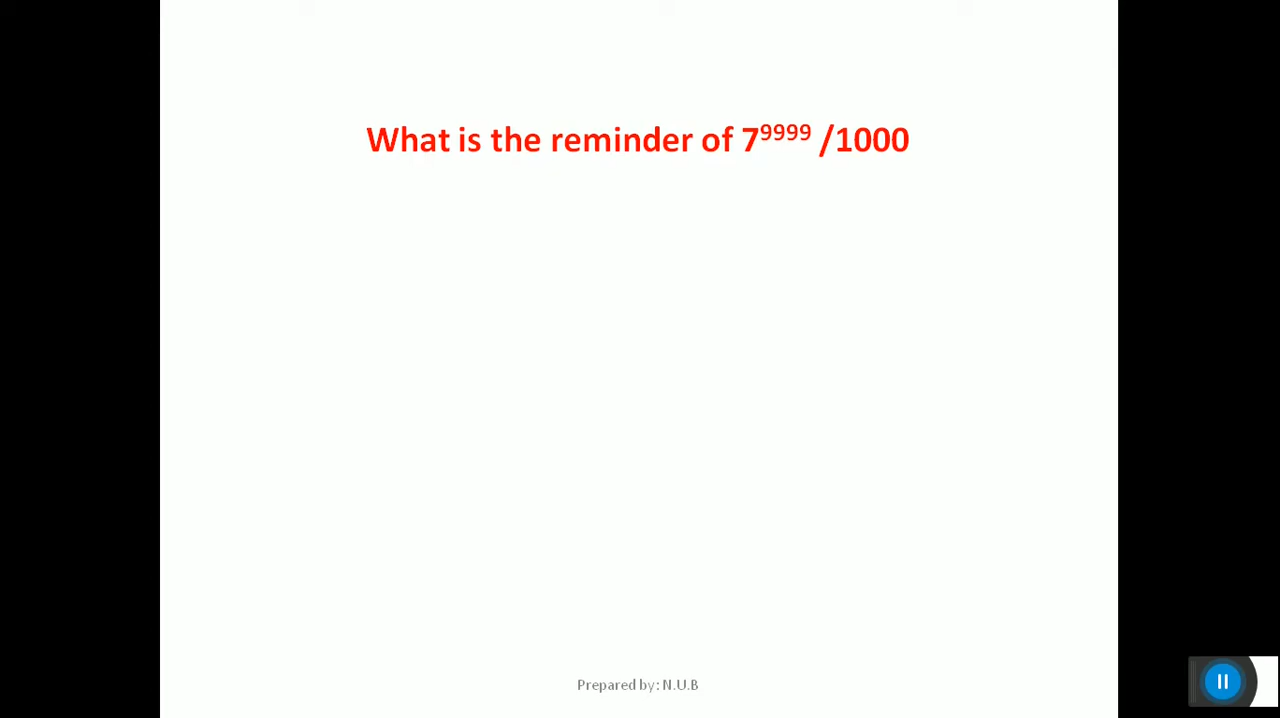 What is the reminder of 7⁹⁹⁹⁹ /1000
Prepared by: N.U.B